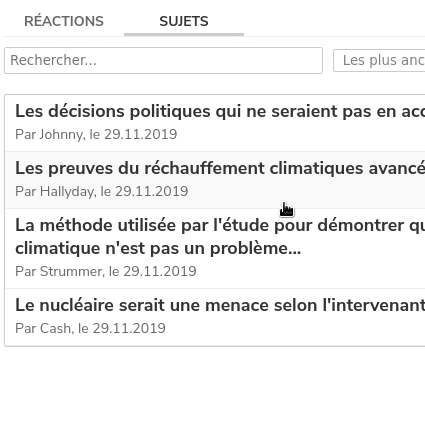 RÉACTIONS SUJETS
Rechercher... Les plus anc
Les décisions politiques qui ne seraient pas en acc
Par Johnny, le 29.11.2019
Les preuves du réchauffement climatiques avancé
Par Hallyday, le 29.11.2019
La méthode utilisée par l'étude pour démontrer qu
climatique n'est pas un problème...
Par Strummer, le 29.11.2019
Le nucléaire serait une menace selon l'intervenant
Par Cash, le 29.11.2019